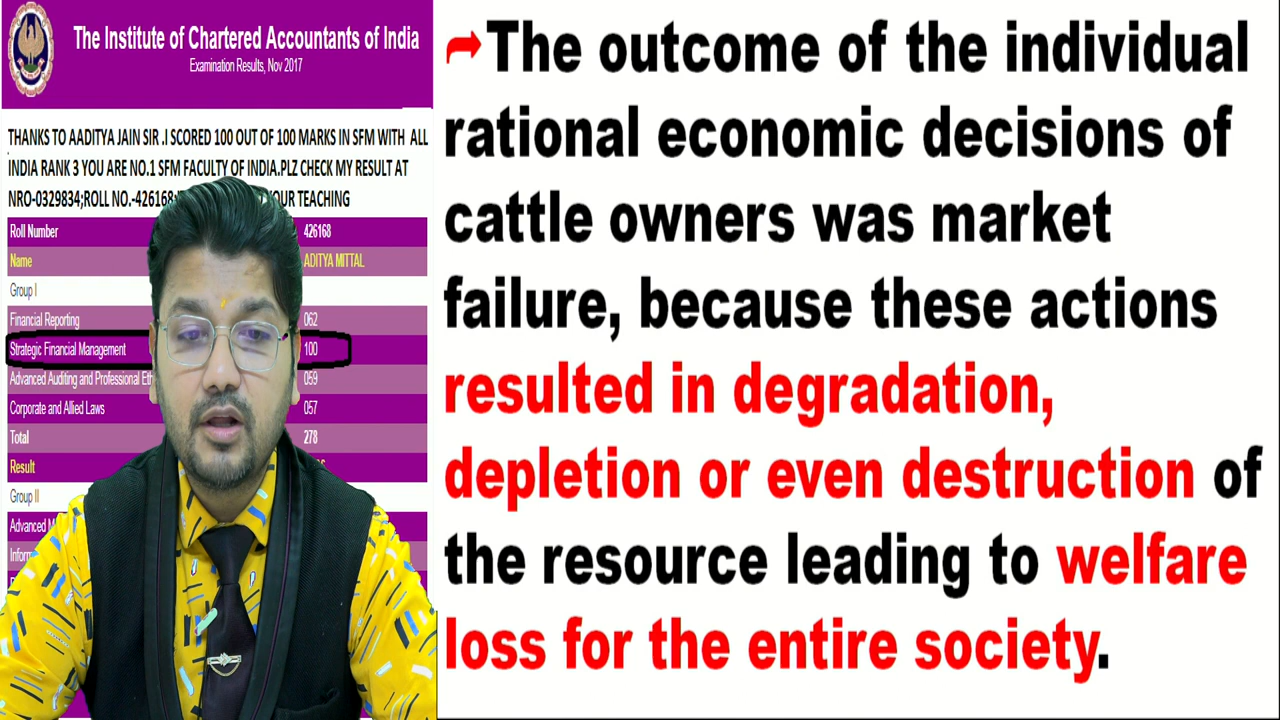 The Institute of Chartered Accountants of India
Examination Results, Nov 2017
THANKS TO AADITYA JAIN SIR .I SCORED 100 OUT OF 100 MARKS IN SFM WITH ALL
INDIA RANK 3 YOU ARE NO.1 SFM FACULTY OF INDIA.PLZ CHECK MY RESULT AT
NRO-0329834;ROLL NO.-426168; YOUR TEACHING
Roll Number 426168
Name ADITYA MITTAL
Group I
Financial Reporting 062
Strategic Financial Management 100
Advanced Auditing and Professional 059
Corporate and Allied Laws 057
Total 278
Result
Group II
Advanced
The outcome of the individual
rational economic decisions of
cattle owners was market
failure, because these actions
resulted in degradation,
depletion or even destruction of
the resource leading to welfare
loss for the entire society.